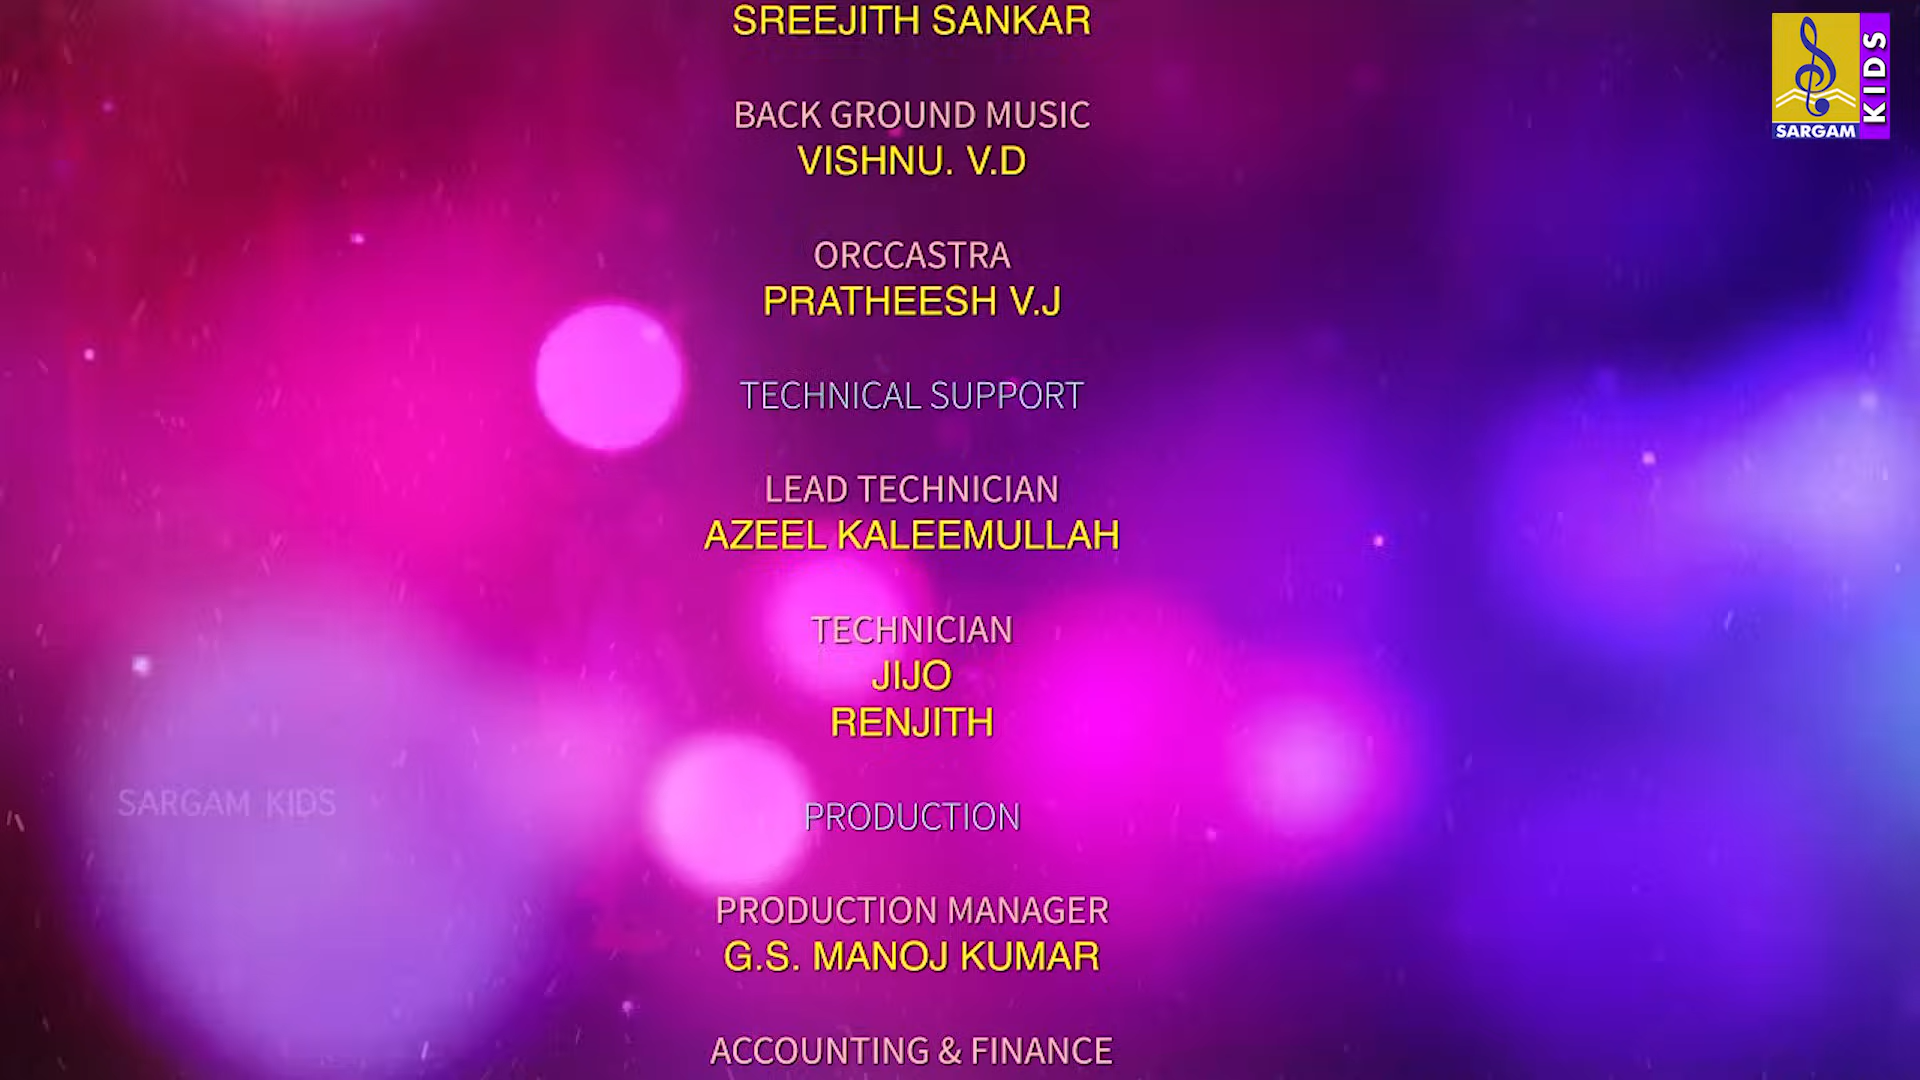 SREEJITH SANKAR
BACK GROUND MUSIC
VISHNU. V.D
ORCCASTRA
PRATHEESH V.J
TECHNICAL SUPPORT
LEAD TECHNICIAN
AZEEL KALEEMULLAH
TECHNICIAN
JIJO
RENJITH
PRODUCTION
PRODUCTION MANAGER
G.S. MANOJ KUMAR
ACCOUNTING & FINANCE
SARGAM KIDS
SARGAM
KIDS